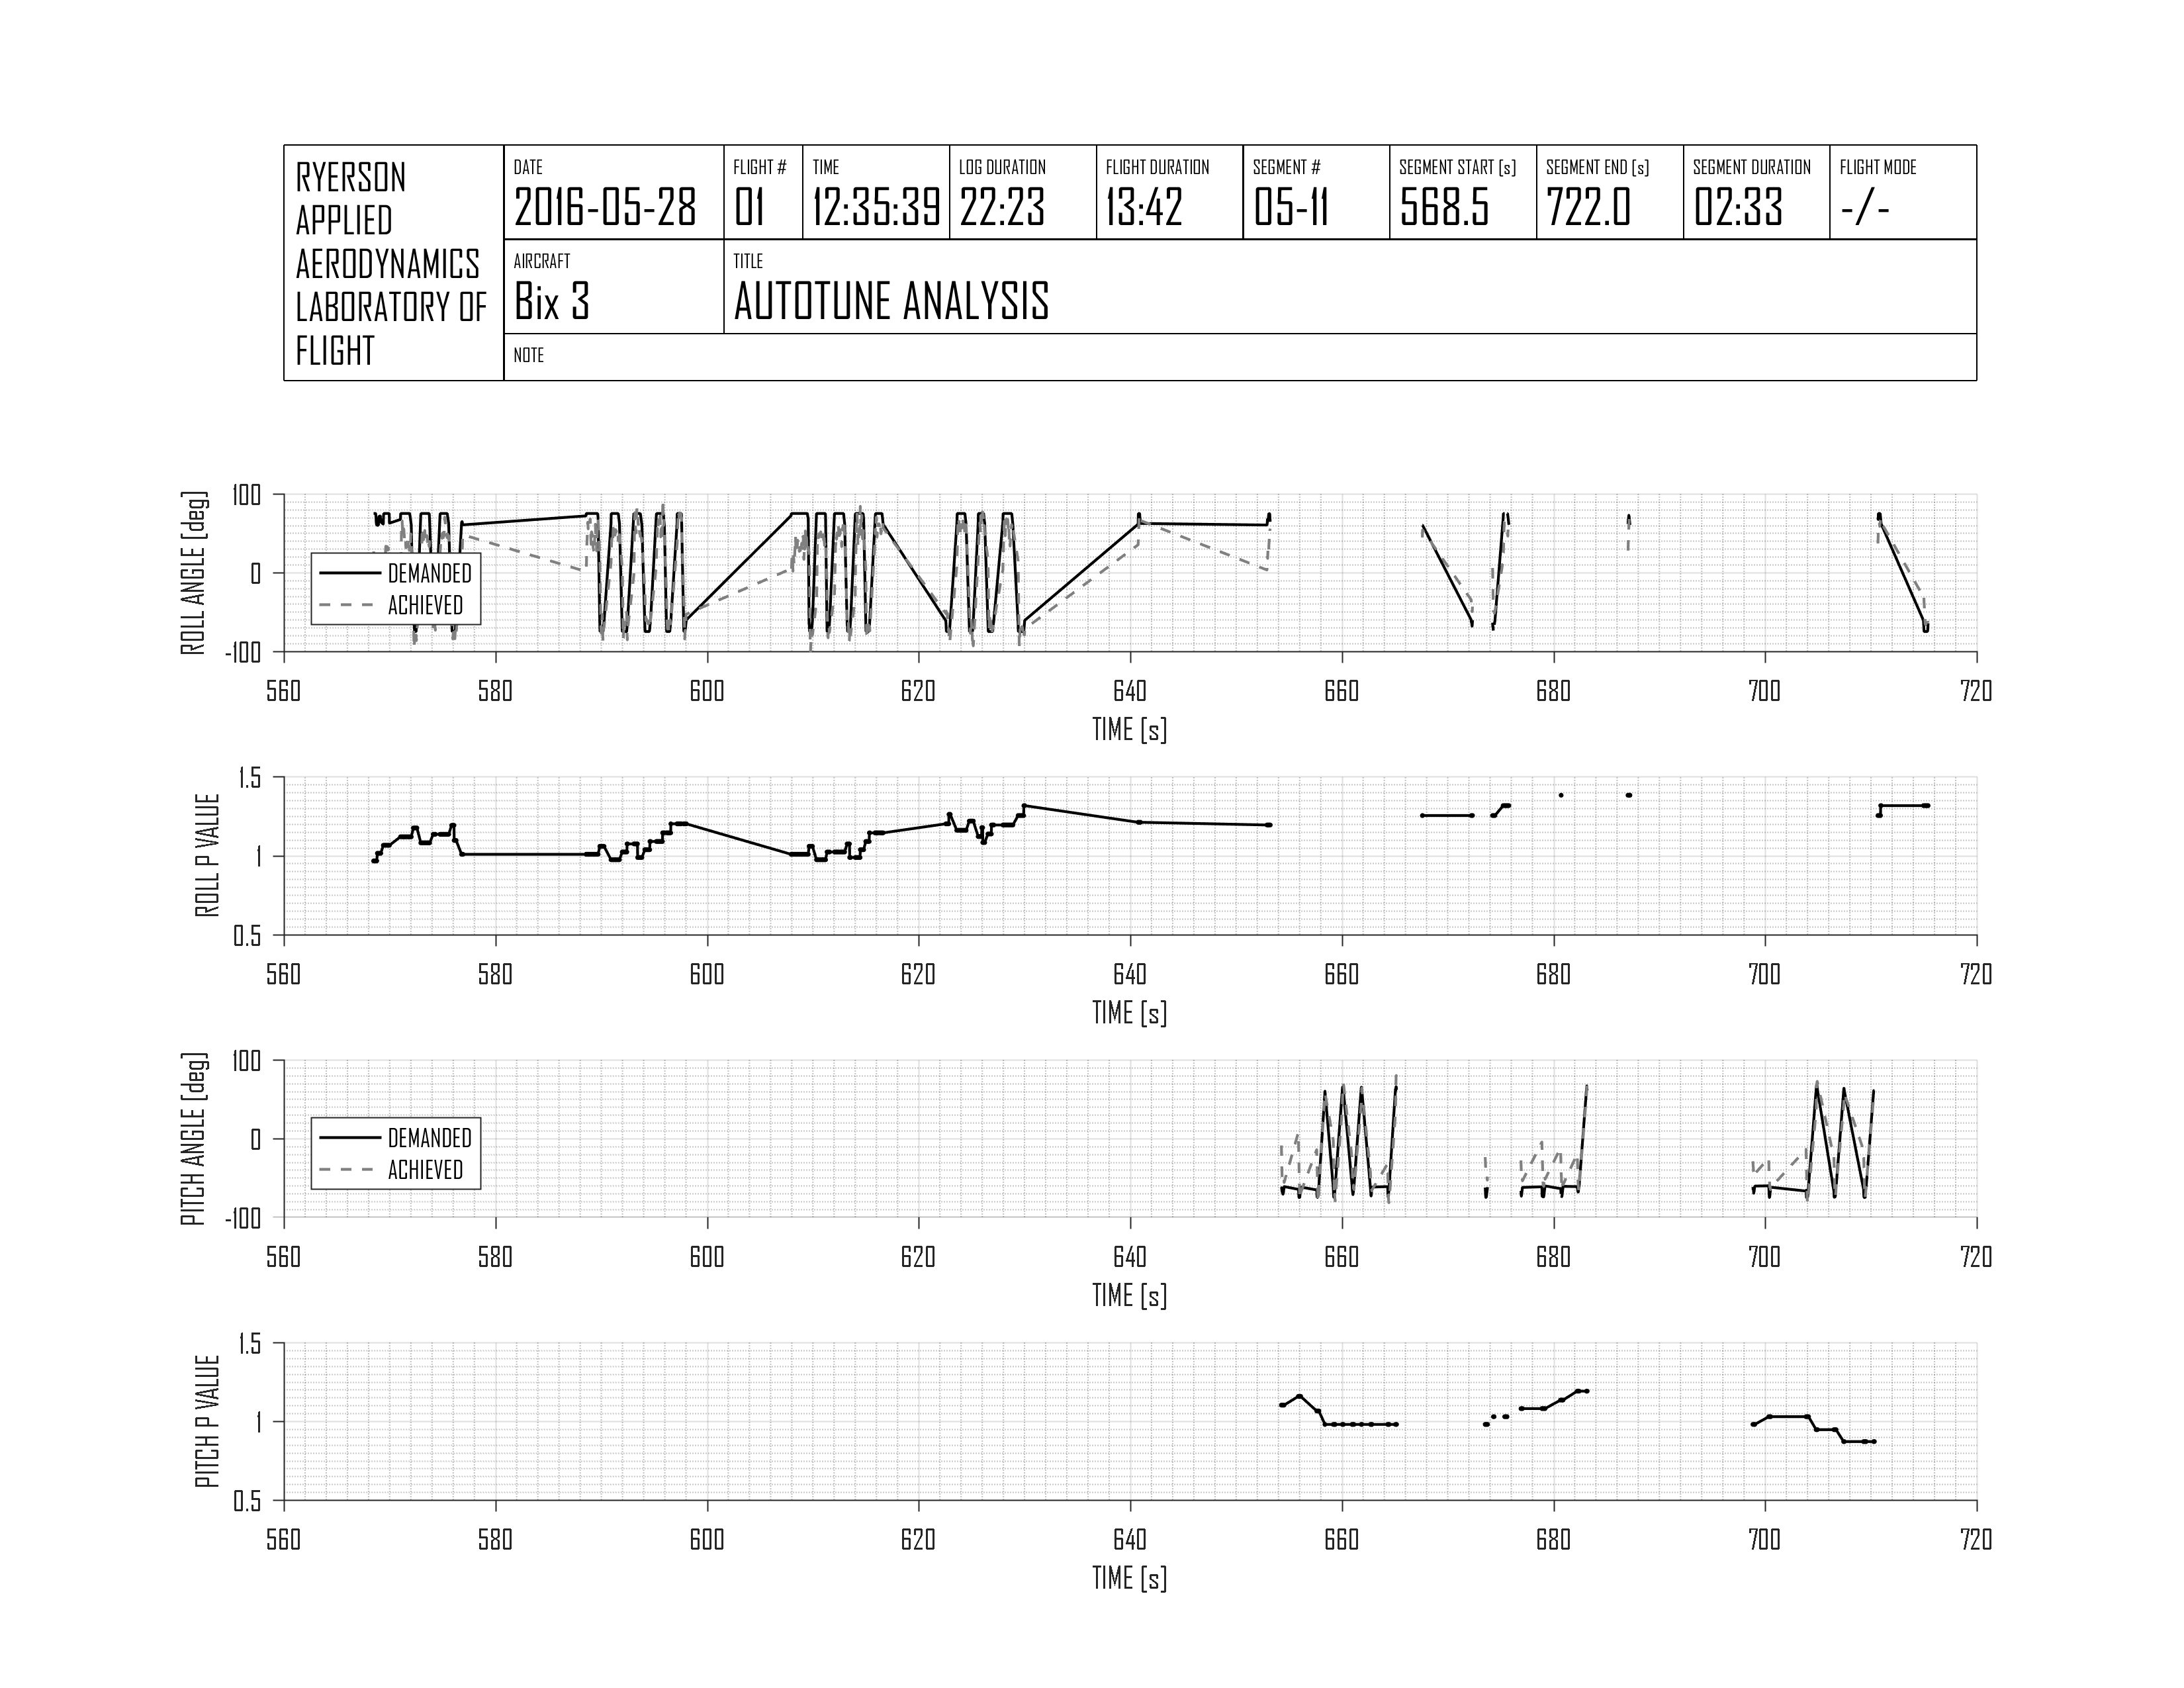 RYERSON
APPLIED
AERODYNAMICS
LABORATORY OF
FLIGHT
DATE
2016-05-28
FLIGHT #
01
TIME
12:35:39
LOG DURATION
22:23
FLIGHT DURATION
13:42
SEGMENT #
05-11
SEGMENT START [s]
568.5
SEGMENT END [s]
722.0
SEGMENT DURATION
02:33
FLIGHT MODE
-/-
AIRCRAFT
Bix 3
TITLE
AUTOTUNE ANALYSIS
NOTE
ROLL ANGLE [deg]
100
0
-100
DEMANDED
ACHIEVED
560 580 600 620 640 660 680 700 720
TIME [s]
ROLL P VALUE
1.5
1
0.5
560 580 600 620 640 660 680 700 720
TIME [s]
PITCH ANGLE [deg]
100
0
-100
DEMANDED
ACHIEVED
560 580 600 620 640 660 680 700 720
TIME [s]
PITCH P VALUE
1.5
1
0.5
560 580 600 620 640 660 680 700 720
TIME [s]